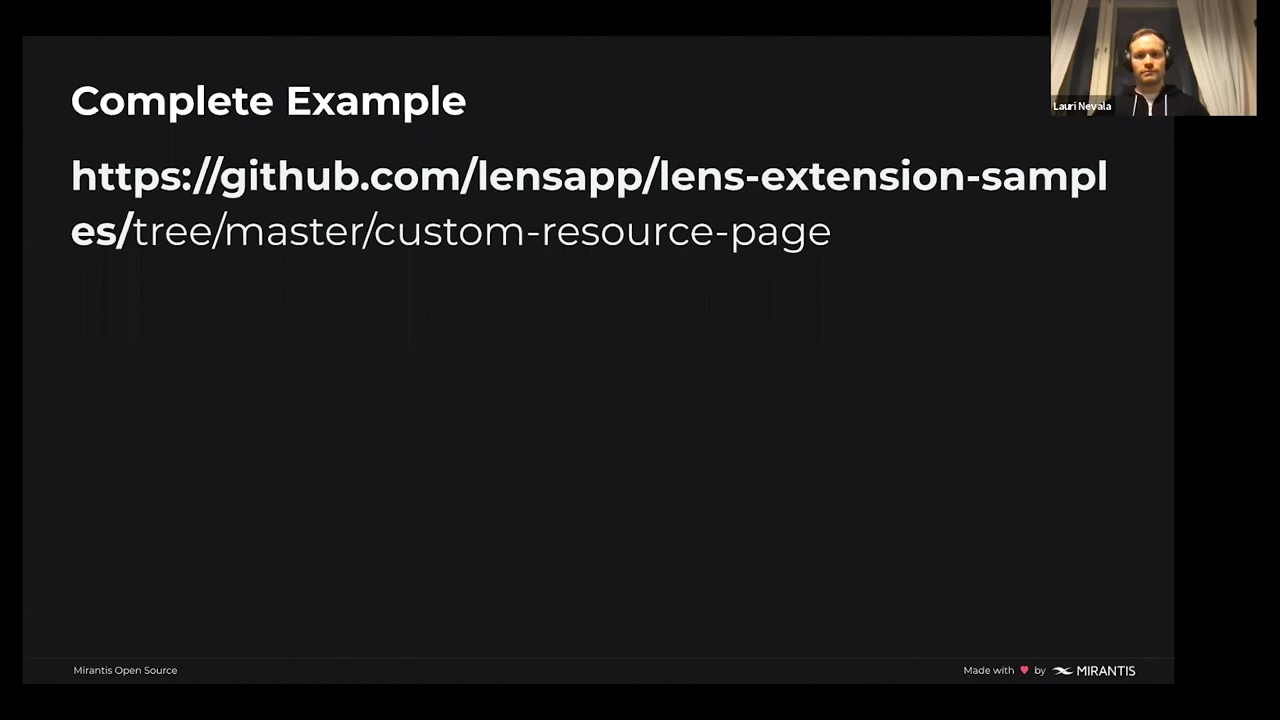 Complete Example
https://github.com/lensapp/lens-extension-sampl
es/tree/master/custom-resource-page
Lauri Nevala
Mirantis Open Source
Made with ♥ by MIRANTIS